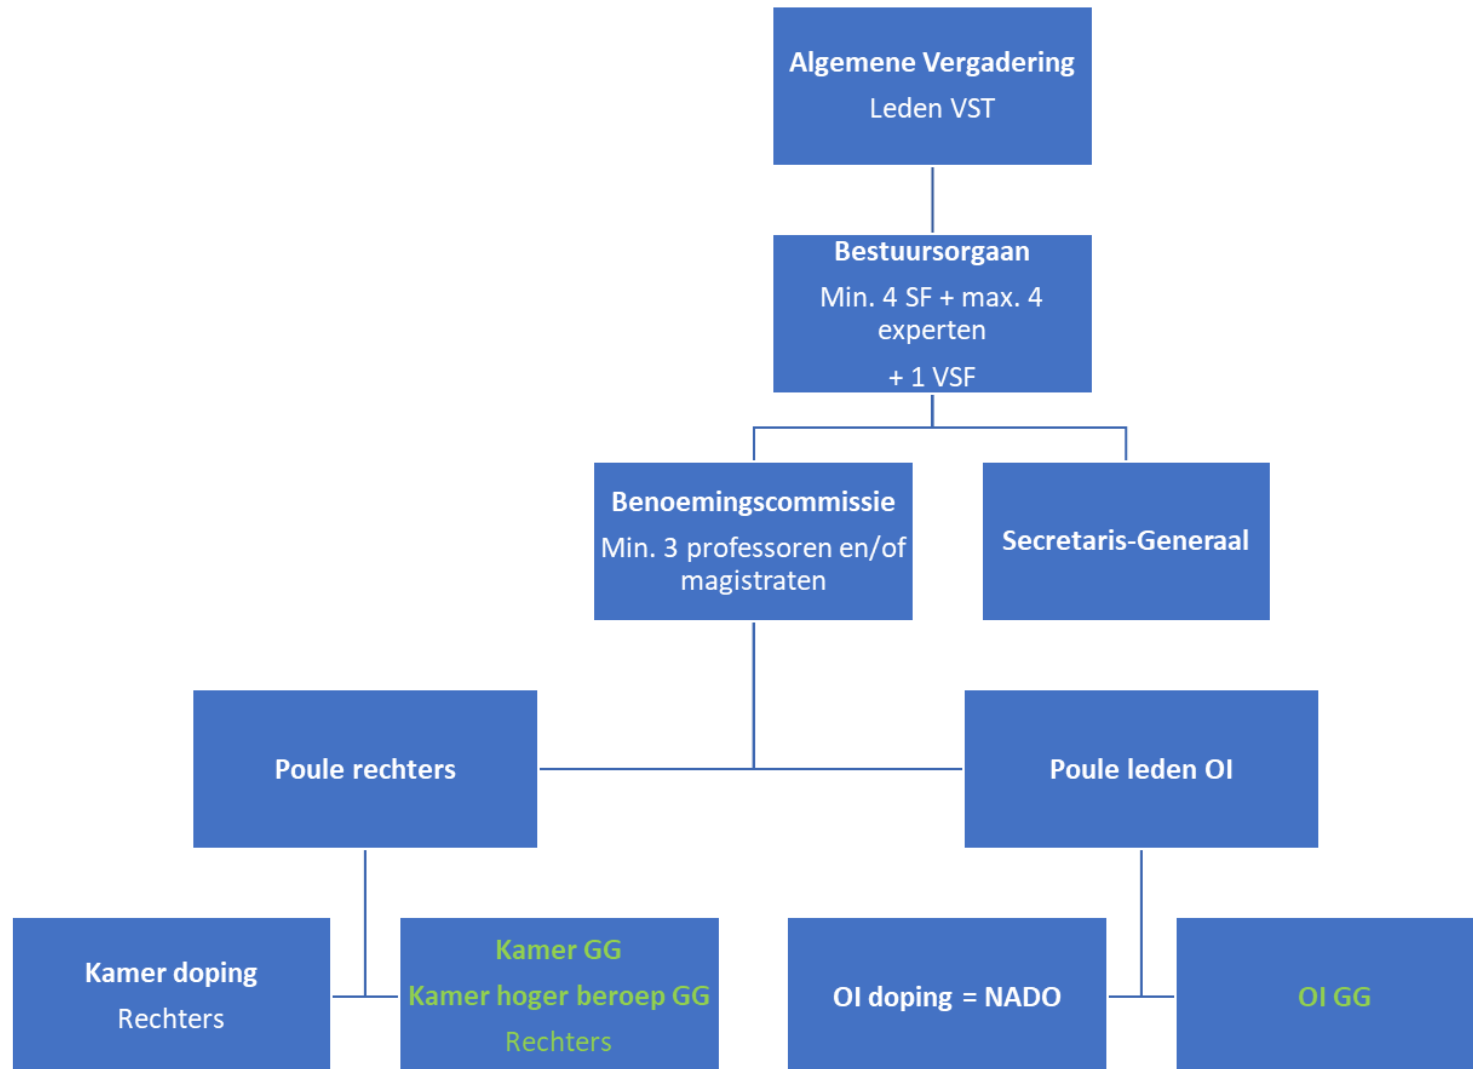 Algemene Vergadering
Leden VST
Bestuursorgaan
Min. 4 SF + max. 4
experten
+ 1 VSF
Benoemingscommissie
Min. 3 professoren en/of
magistraten
Secretaris-Generaal
Poule rechters
Poule leden OI
Kamer doping
Rechters
Kamer GG
Kamer hoger beroep GG
Rechters
OI doping = NADO
OI GG